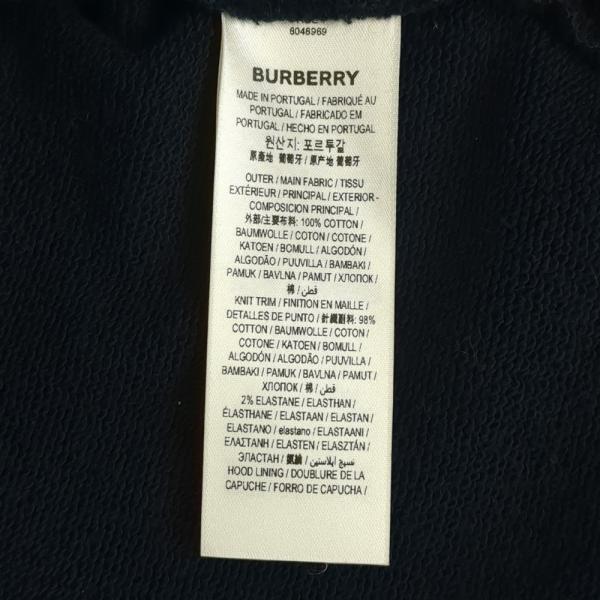 8046969
BURBERRY
MADE IN PORTUGAL / FABRIQUÉ AU
PORTUGAL / FABRICADO EM
PORTUGAL / HECHO EN PORTUGAL
원산지: 포르투갈
原產地 葡萄牙 / 原产地 葡萄牙
OUTER / MAIN FABRIC / TISSU
EXTÉRIEUR / PRINCIPAL / EXTERIOR-
COMPOSICION PRINCIPAL /
外部/主要布料: 100% COTTON /
BAUMWOLLE / COTON / COTONE /
KATOEN / BOMULL / ALGODÓN /
ALGODÃO / PUUVILLA / BAMBAKI /
PAMUK / BAVLNA / PAMUT / ХЛОПОК /
棉 / قطن /
KNIT TRIM / FINITION EN MAILLE /
DETALLES DE PUNTO / 針織副料: 98%
COTTON / BAUMWOLLE / COTON /
COTONE / KATOEN / BOMULL /
ALGODÓN / ALGODÃO / PUUVILLA /
BAMBAKI / PAMUK / BAVLNA / PAMUT /
ХЛОПОК / 棉 / قطن /
2% ELASTANE / ELASTHAN /
ÉLASTHANE / ELASTAAN / ELASTAN /
ELASTANO / elastano / ELASTAANI /
ΕΛΑΣΤΑΝΗ / ELASTEN / ELASZTÁN /
ЭЛАСТАН / نسيج إيلاستين /
HOOD LINING / DOUBLURE DE LA
CAPUCHE / FORRO DE CAPUCHA /